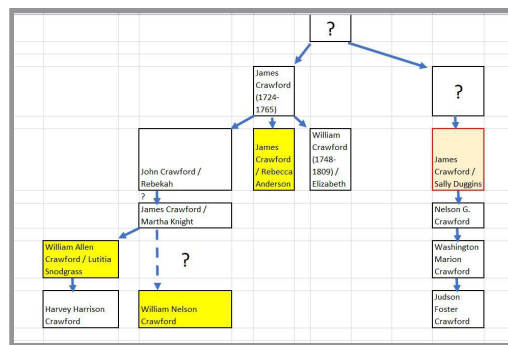 ?
James
Crawford
(1724-
1765)
?
John Crawford /
Rebekah
?
James
Crawford
/ Rebecca
Anderson
William
Crawford
(1748-
1809) /
Elizabeth
James
Crawford /
Sally Duggins
James Crawford /
Martha Knight
Nelson G.
Crawford
William Allen
Crawford / Lutitia
Snodgrass
?
Washington
Marion
Crawford
Harvey Harrison
Crawford
William Nelson
Crawford
Judson
Foster
Crawford